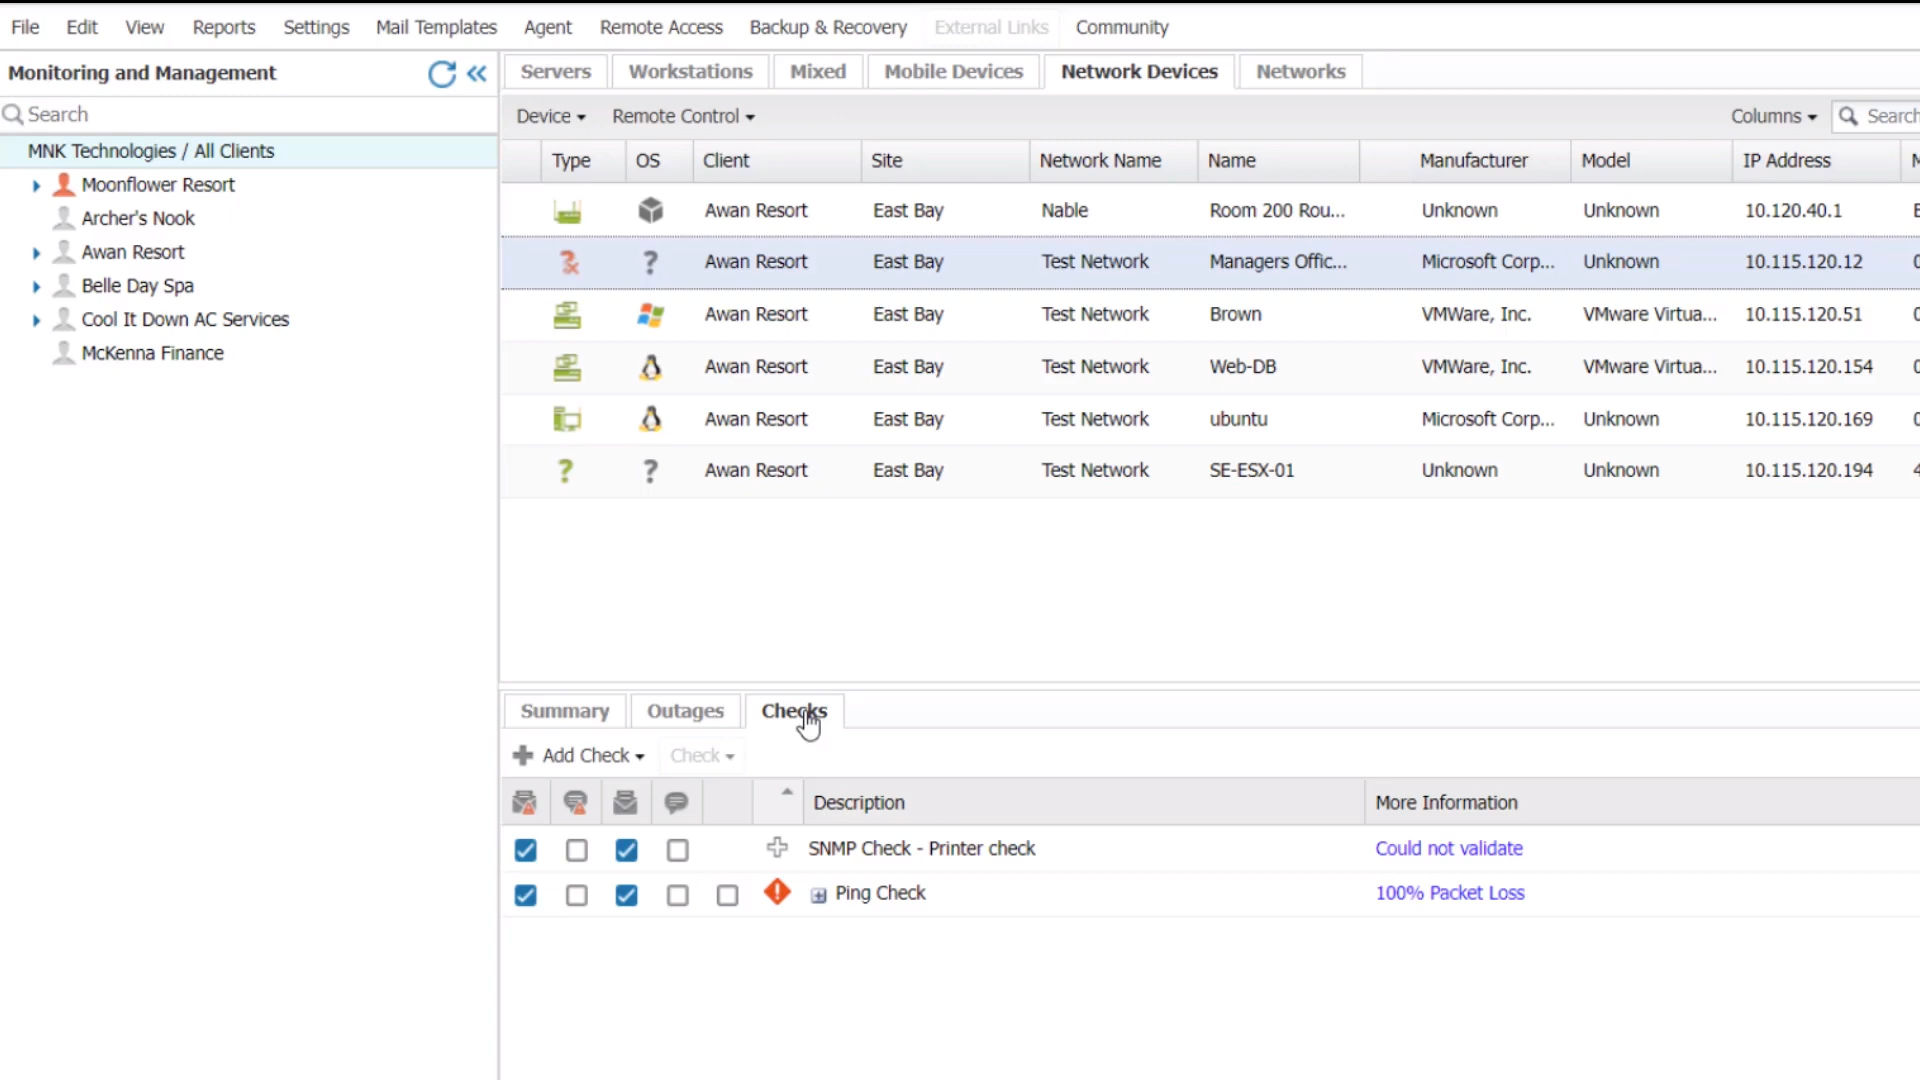 File Edit View Reports Settings Mail Templates Agent Remote Access Backup & Recovery External Links Community
Monitoring and Management
Search
MNK Technologies / All Clients
Moonflower Resort
Archer's Nook
Awan Resort
Belle Day Spa
Cool It Down AC Services
McKenna Finance
Servers Workstations Mixed Mobile Devices Network Devices Networks
Device Remote Control Columns Search
Type OS Client Site Network Name Name Manufacturer Model IP Address
Awan Resort East Bay Nable Room 200 Rou... Unknown Unknown 10.120.40.1
Awan Resort East Bay Test Network Managers Offic... Microsoft Corp... Unknown 10.115.120.12
Awan Resort East Bay Test Network Brown VMWare, Inc. VMware Virtua... 10.115.120.51
Awan Resort East Bay Test Network Web-DB VMWare, Inc. VMware Virtua... 10.115.120.154
Awan Resort East Bay Test Network ubuntu Microsoft Corp... Unknown 10.115.120.169
Awan Resort East Bay Test Network SE-ESX-01 Unknown Unknown 10.115.120.194
Summary Outages Checks
Add Check Check
Description More Information
SNMP Check - Printer check Could not validate
Ping Check 100% Packet Loss